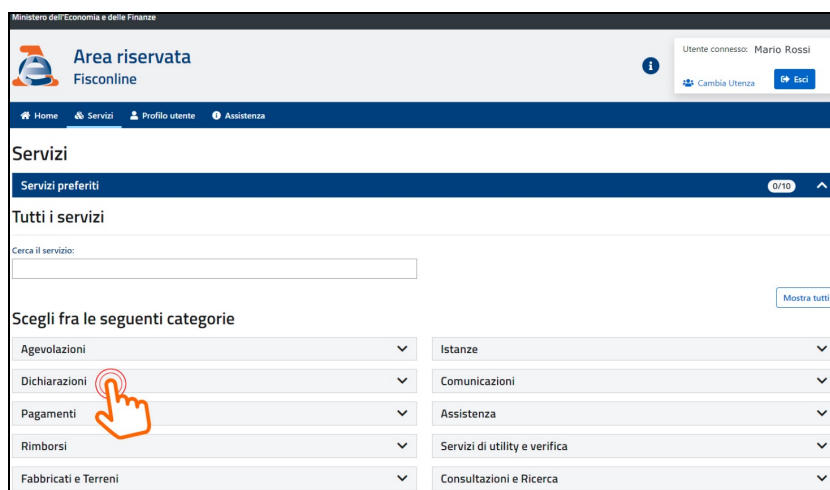 Ministero dell'Economia e delle Finanze
Area riservata
Fisconline
Utente connesso: Mario Rossi
Cambia Utenza
Esci
Home Servizi Profilo utente Assistenza
Servizi
Servizi preferiti 0/10
Tutti i servizi
Cerca il servizio:
Mostra tutti
Scegli fra le seguenti categorie
Agevolazioni Istanze
Dichiarazioni Comunicazioni
Pagamenti Assistenza
Rimborsi Servizi di utility e verifica
Fabbricati e Terreni Consultazioni e Ricerca